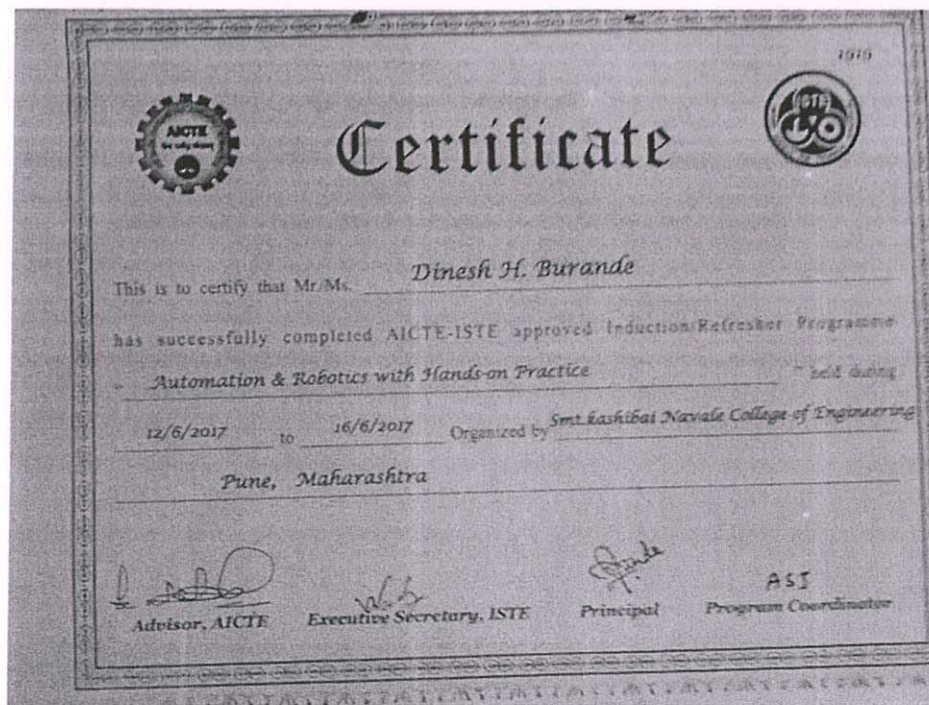 1919
AICTE
ISTE
Certificate
This is to certify that Mr/Ms. Dinesh H. Burande
has successfully completed AICTE-ISTE approved Induction/Refresher Programme
" Automation & Robotics with Hands-on Practice " held during
12/6/2017 to 16/6/2017 Organized by Smt.kashibai Navale College of Engineering
Pune, Maharashtra
ASI
Advisor, AICTE Executive Secretary, ISTE Principal Program Coordinator